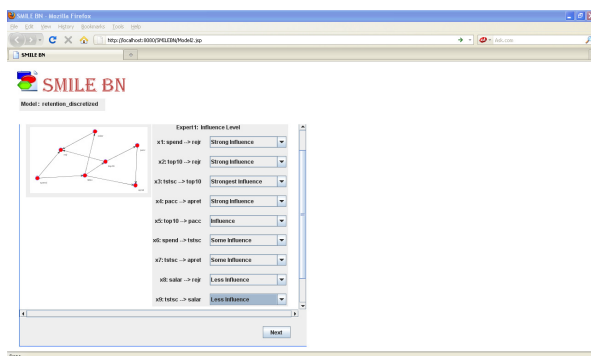 SMILE BN - Mozilla Firefox
File Edit View History Bookmarks Tools Help
http://localhost:8080/SMILEBN/Model2.jsp
Ask.com
SMILE BN
SMILE BN
Model : retention_discretized
Expert1: Influence Level
x1: spend --> rejr Strong Influence
x2: top10 --> rejr Strong Influence
x3: tstsc --> top10 Strongest Influence
x4: pacc --> apret Strong Influence
x5: top10 --> pacc Influence
x6: spend --> tstsc Some Influence
x7: tstsc --> apret Some Influence
x8: salar --> rejr Less Influence
x9: tstsc --> salar Less Influence
Next